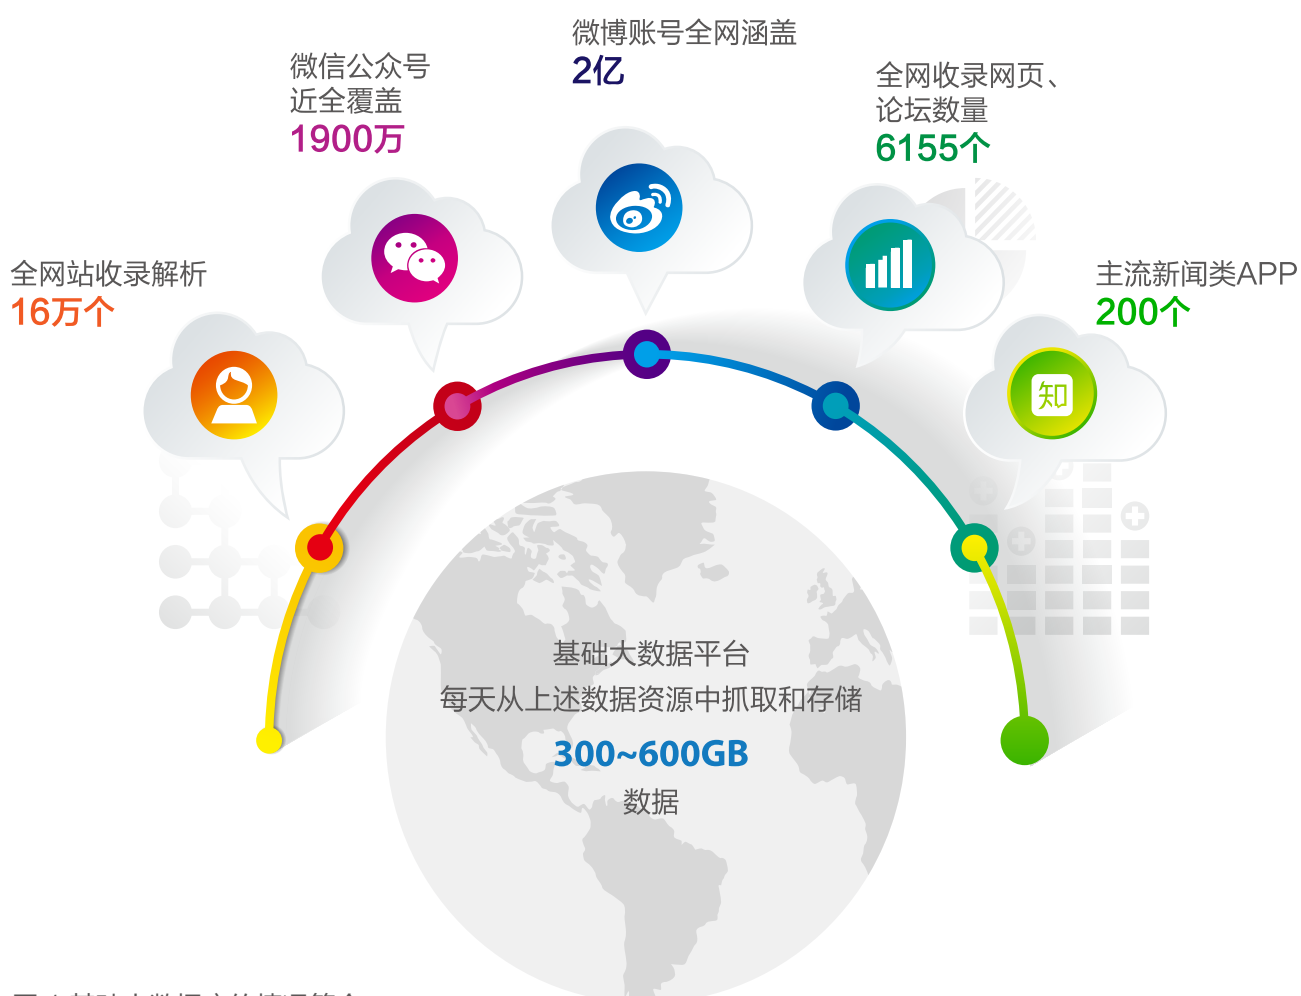 微博账号全网涵盖
2亿
微信公众号
近全覆盖
1900万
全网收录网页、
论坛数量
6155个
全网站收录解析
16万个
主流新闻类APP
200个
知
基础大数据平台
每天从上述数据资源中抓取和存储
300~600GB
数据